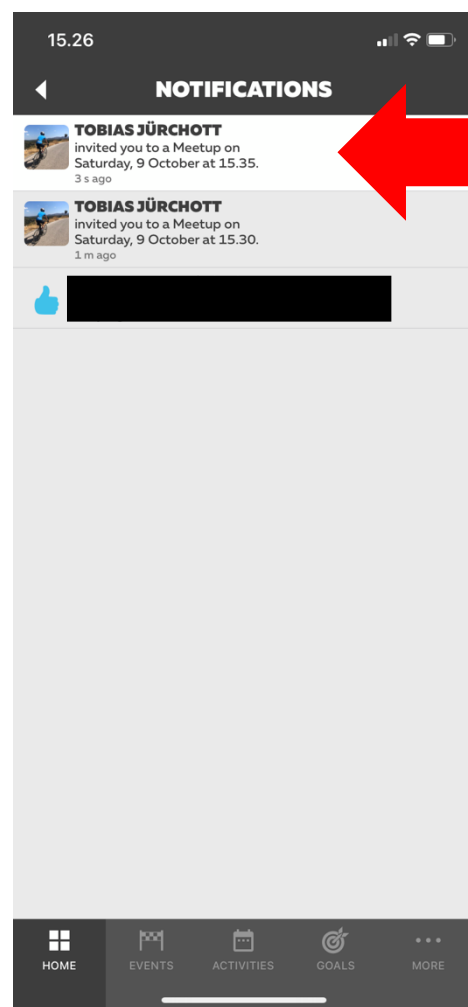 15.26
NOTIFICATIONS
TOBIAS JÜRCHOTT
invited you to a Meetup on
Saturday, 9 October at 15.35.
3 s ago
TOBIAS JÜRCHOTT
invited you to a Meetup on
Saturday, 9 October at 15.30.
1 m ago
HOME EVENTS ACTIVITIES GOALS MORE